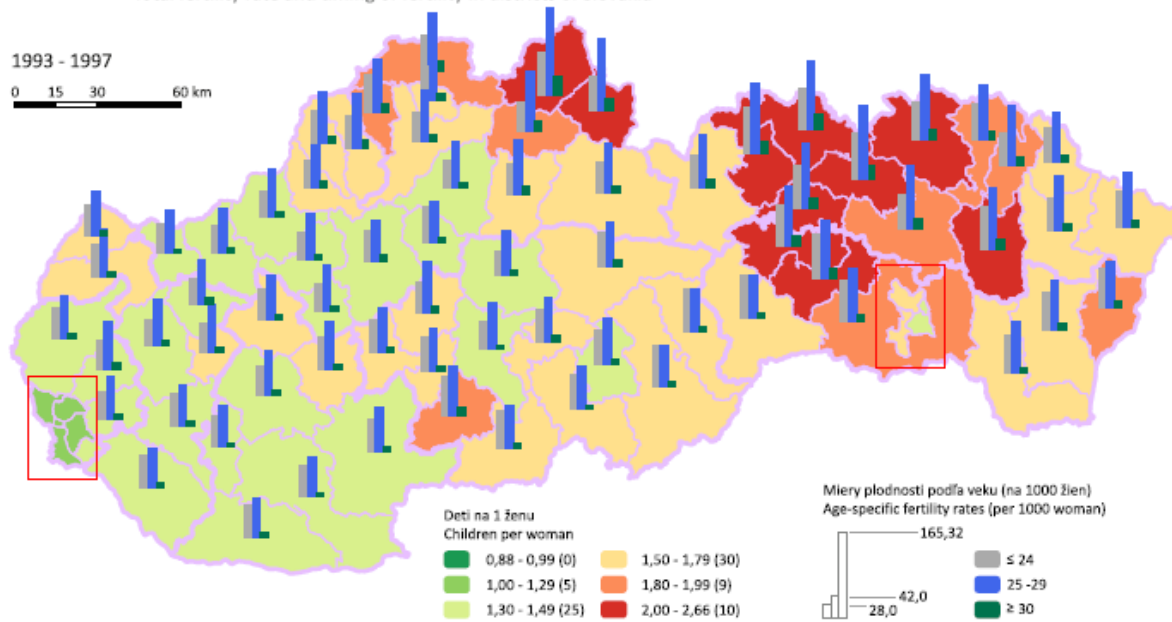 1993 - 1997
0 15 30 60 km
Deti na 1 ženu
Children per woman
0,88 - 0,99 (0)
1,00 - 1,29 (5)
1,30 - 1,49 (25)
1,50 - 1,79 (30)
1,80 - 1,99 (9)
2,00 - 2,66 (10)
Miery plodnosti podľa veku (na 1000 žien)
Age-specific fertility rates (per 1000 woman)
165,32
42,0
28,0
≤ 24
25 -29
≥ 30